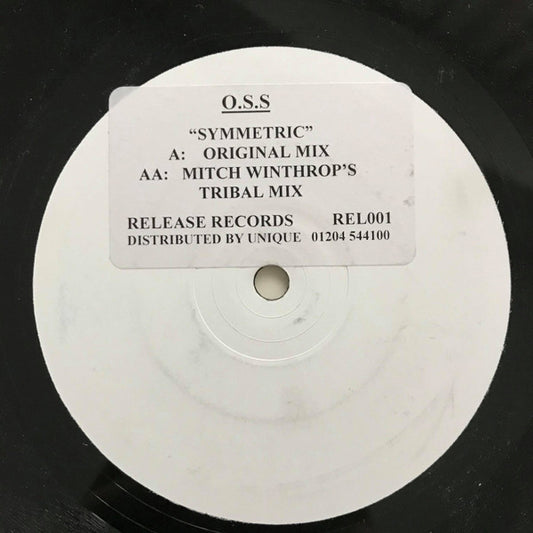 O.S.S
“SYMMETRIC”
A: ORIGINAL MIX
AA: MITCH WINTHROP’S
TRIBAL MIX
RELEASE RECORDS REL001
DISTRIBUTED BY UNIQUE 01204 544100